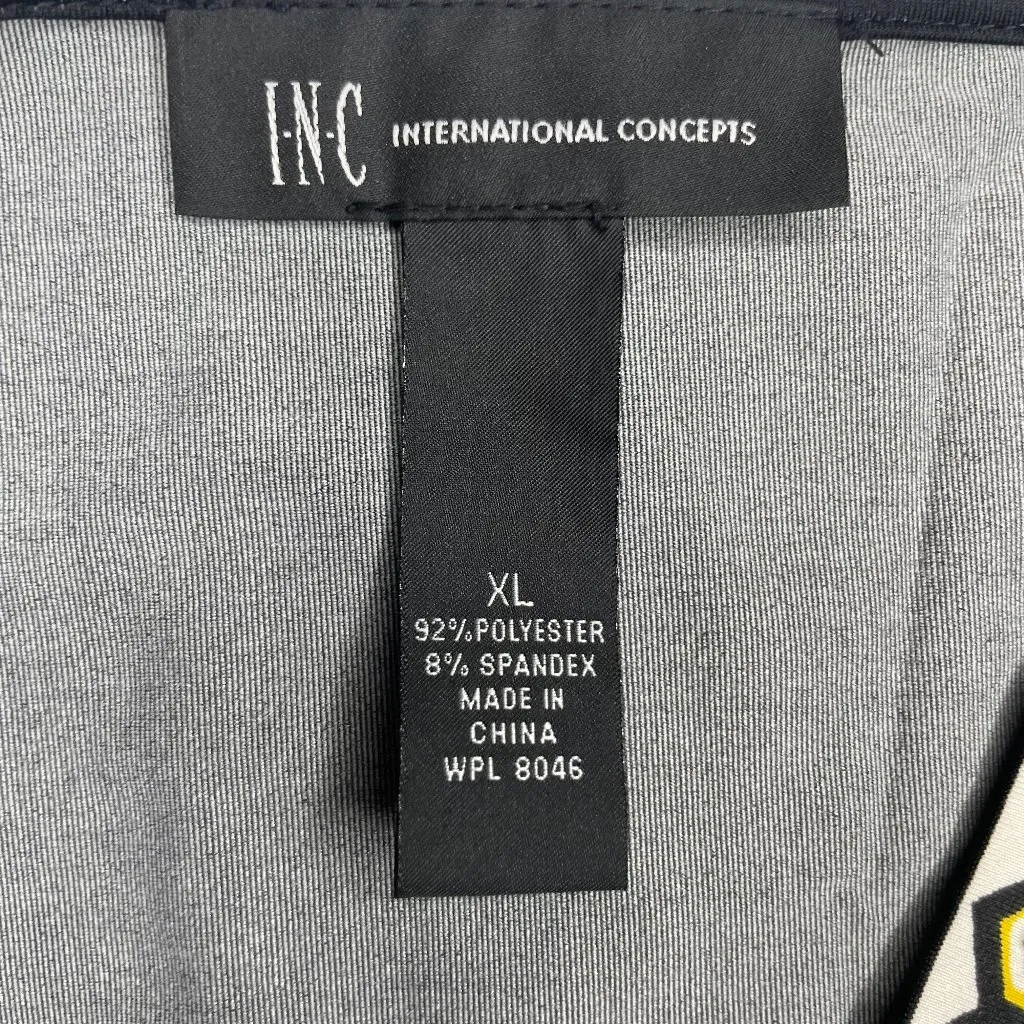 I·N·C INTERNATIONAL CONCEPTS
XL
92% POLYESTER
8% SPANDEX
MADE IN
CHINA
WPL 8046